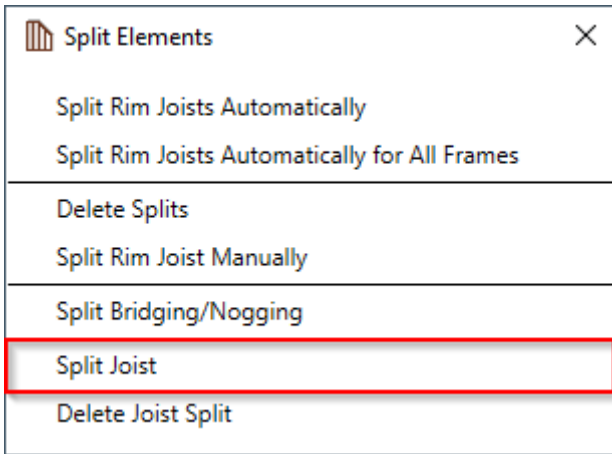 Split Elements
Split Rim Joists Automatically
Split Rim Joists Automatically for All Frames
Delete Splits
Split Rim Joist Manually
Split Bridging/Nogging
Split Joist
Delete Joist Split